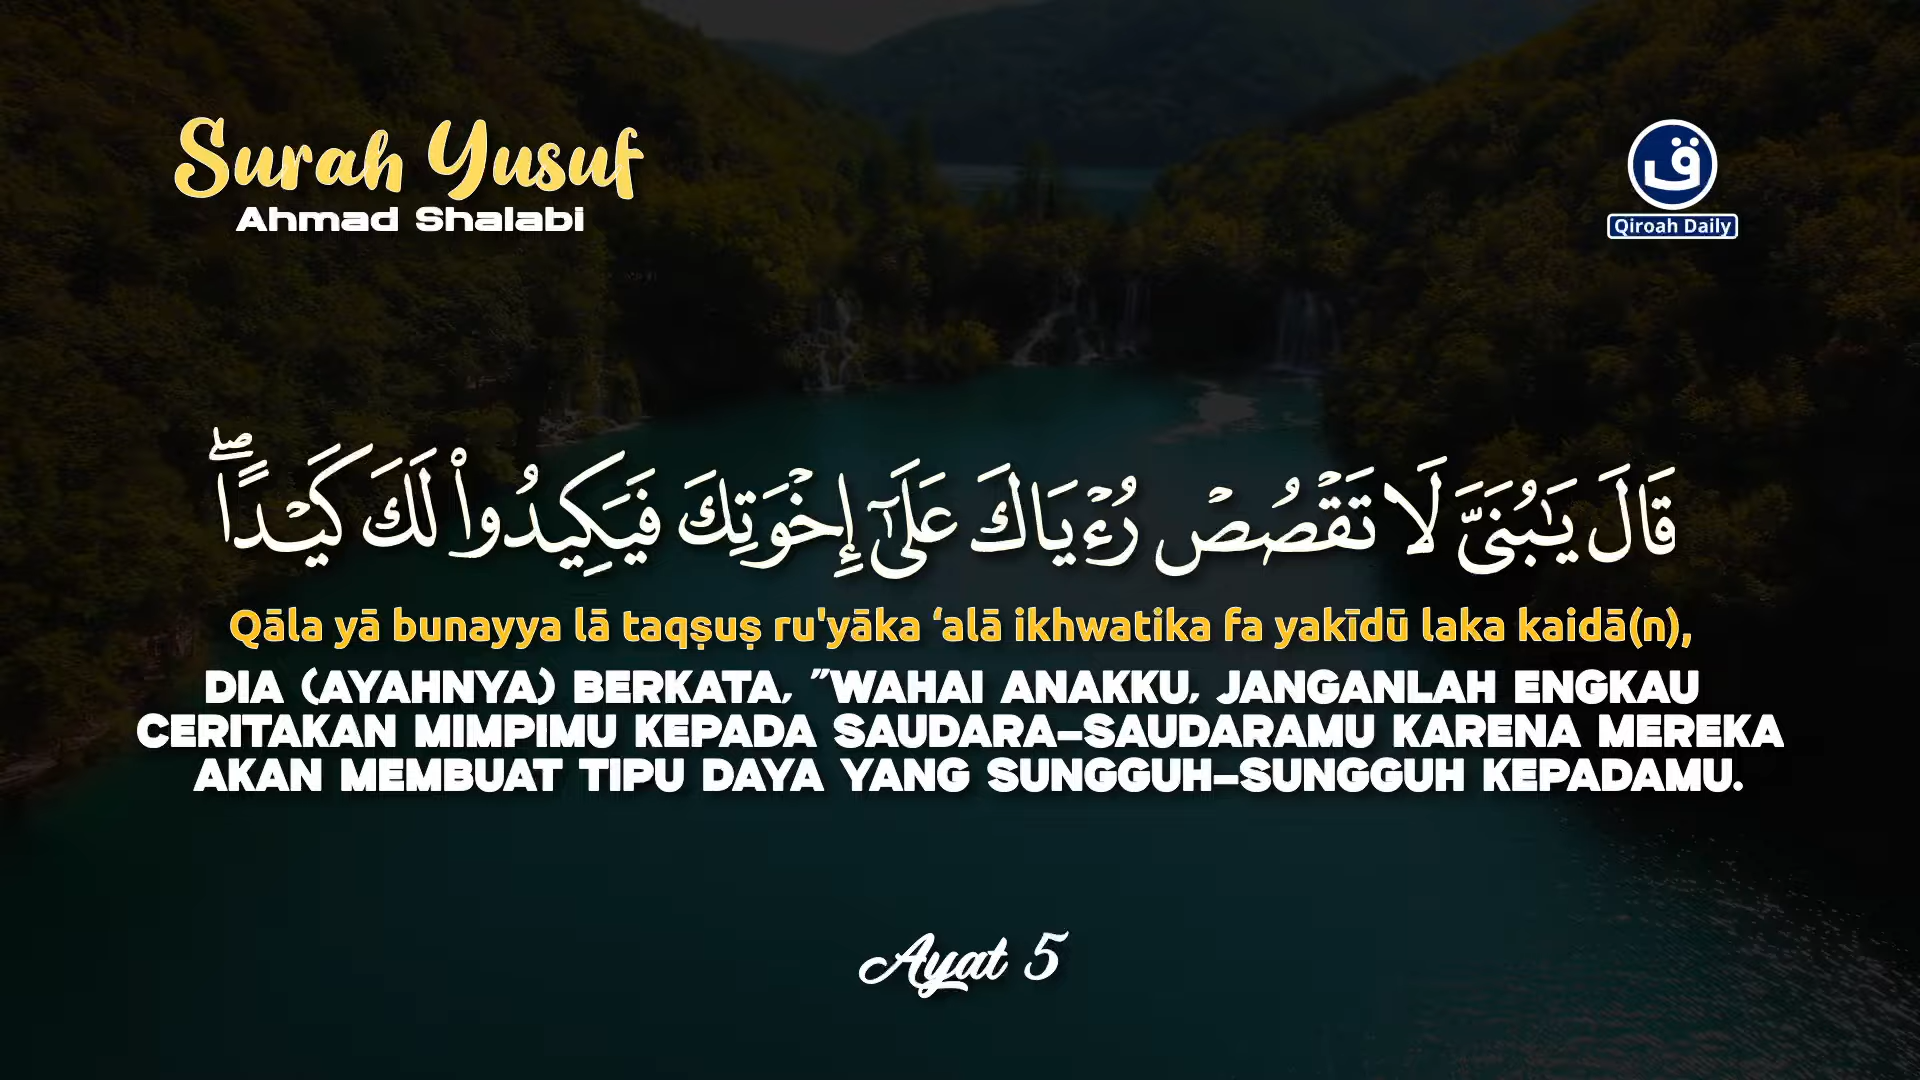 Surah Yusuf
Ahmad Shalabi
ق
Qiroah Daily
قَالَ يَـٰبُنَىَّ لَا تَقْصُصْ رُءْيَاكَ عَلَىٰٓ إِخْوَتِكَ فَيَكِيدُوا۟ لَكَ كَيْدًا ۖ
Qāla yā bunayya lā taqṣuṣ ru'yāka ‘alā ikhwatika fa yakīdū laka kaidā(n),
DIA (AYAHNYA) BERKATA, "WAHAI ANAKKU, JANGANLAH ENGKAU
CERITAKAN MIMPIMU KEPADA SAUDARA-SAUDARAMU KARENA MEREKA
AKAN MEMBUAT TIPU DAYA YANG SUNGGUH-SUNGGUH KEPADAMU.
Ayat 5